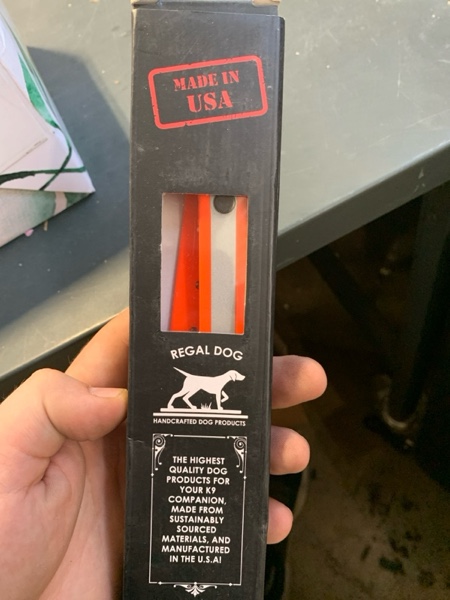 MADE IN
USA
REGAL DOG
HANDCRAFTED DOG PRODUCTS
THE HIGHEST
QUALITY DOG
PRODUCTS FOR
YOUR K9
COMPANION,
MADE FROM
SUSTAINABLY
SOURCED
MATERIALS, AND
MANUFACTURED
IN THE U.S.A!